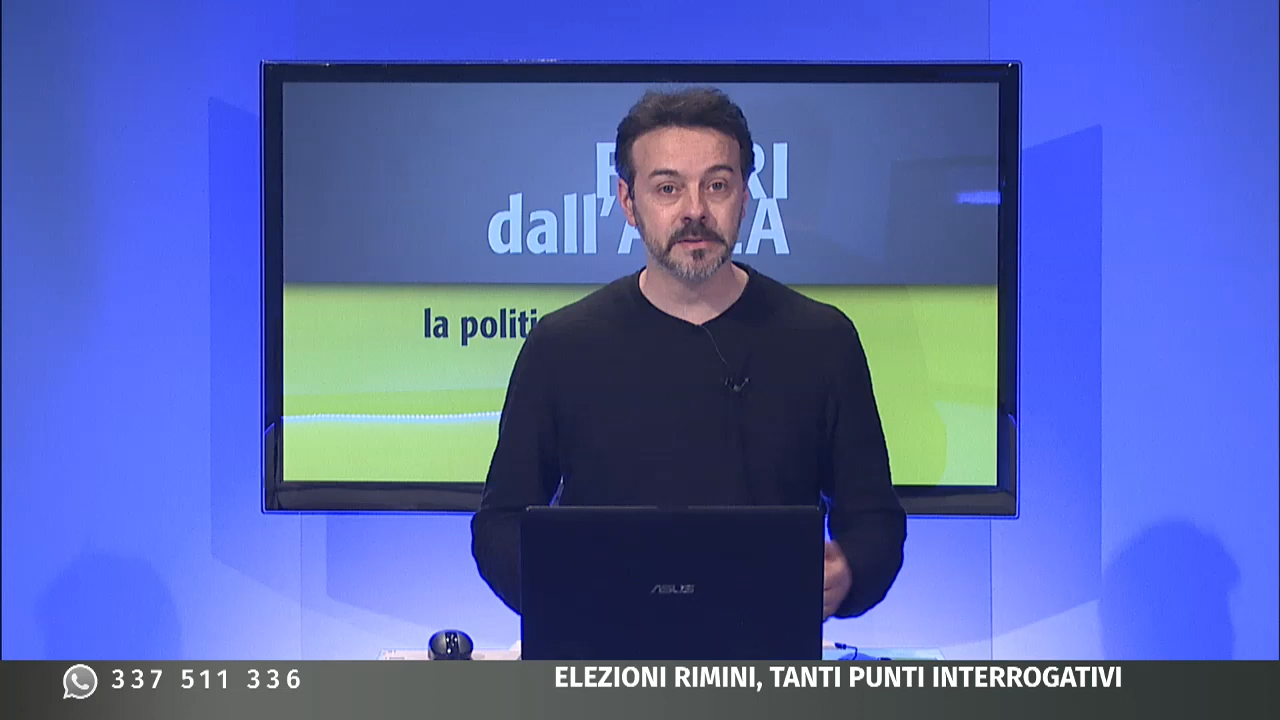 dall'
la politi
ASUS
337 511 336
ELEZIONI RIMINI, TANTI PUNTI INTERROGATIVI